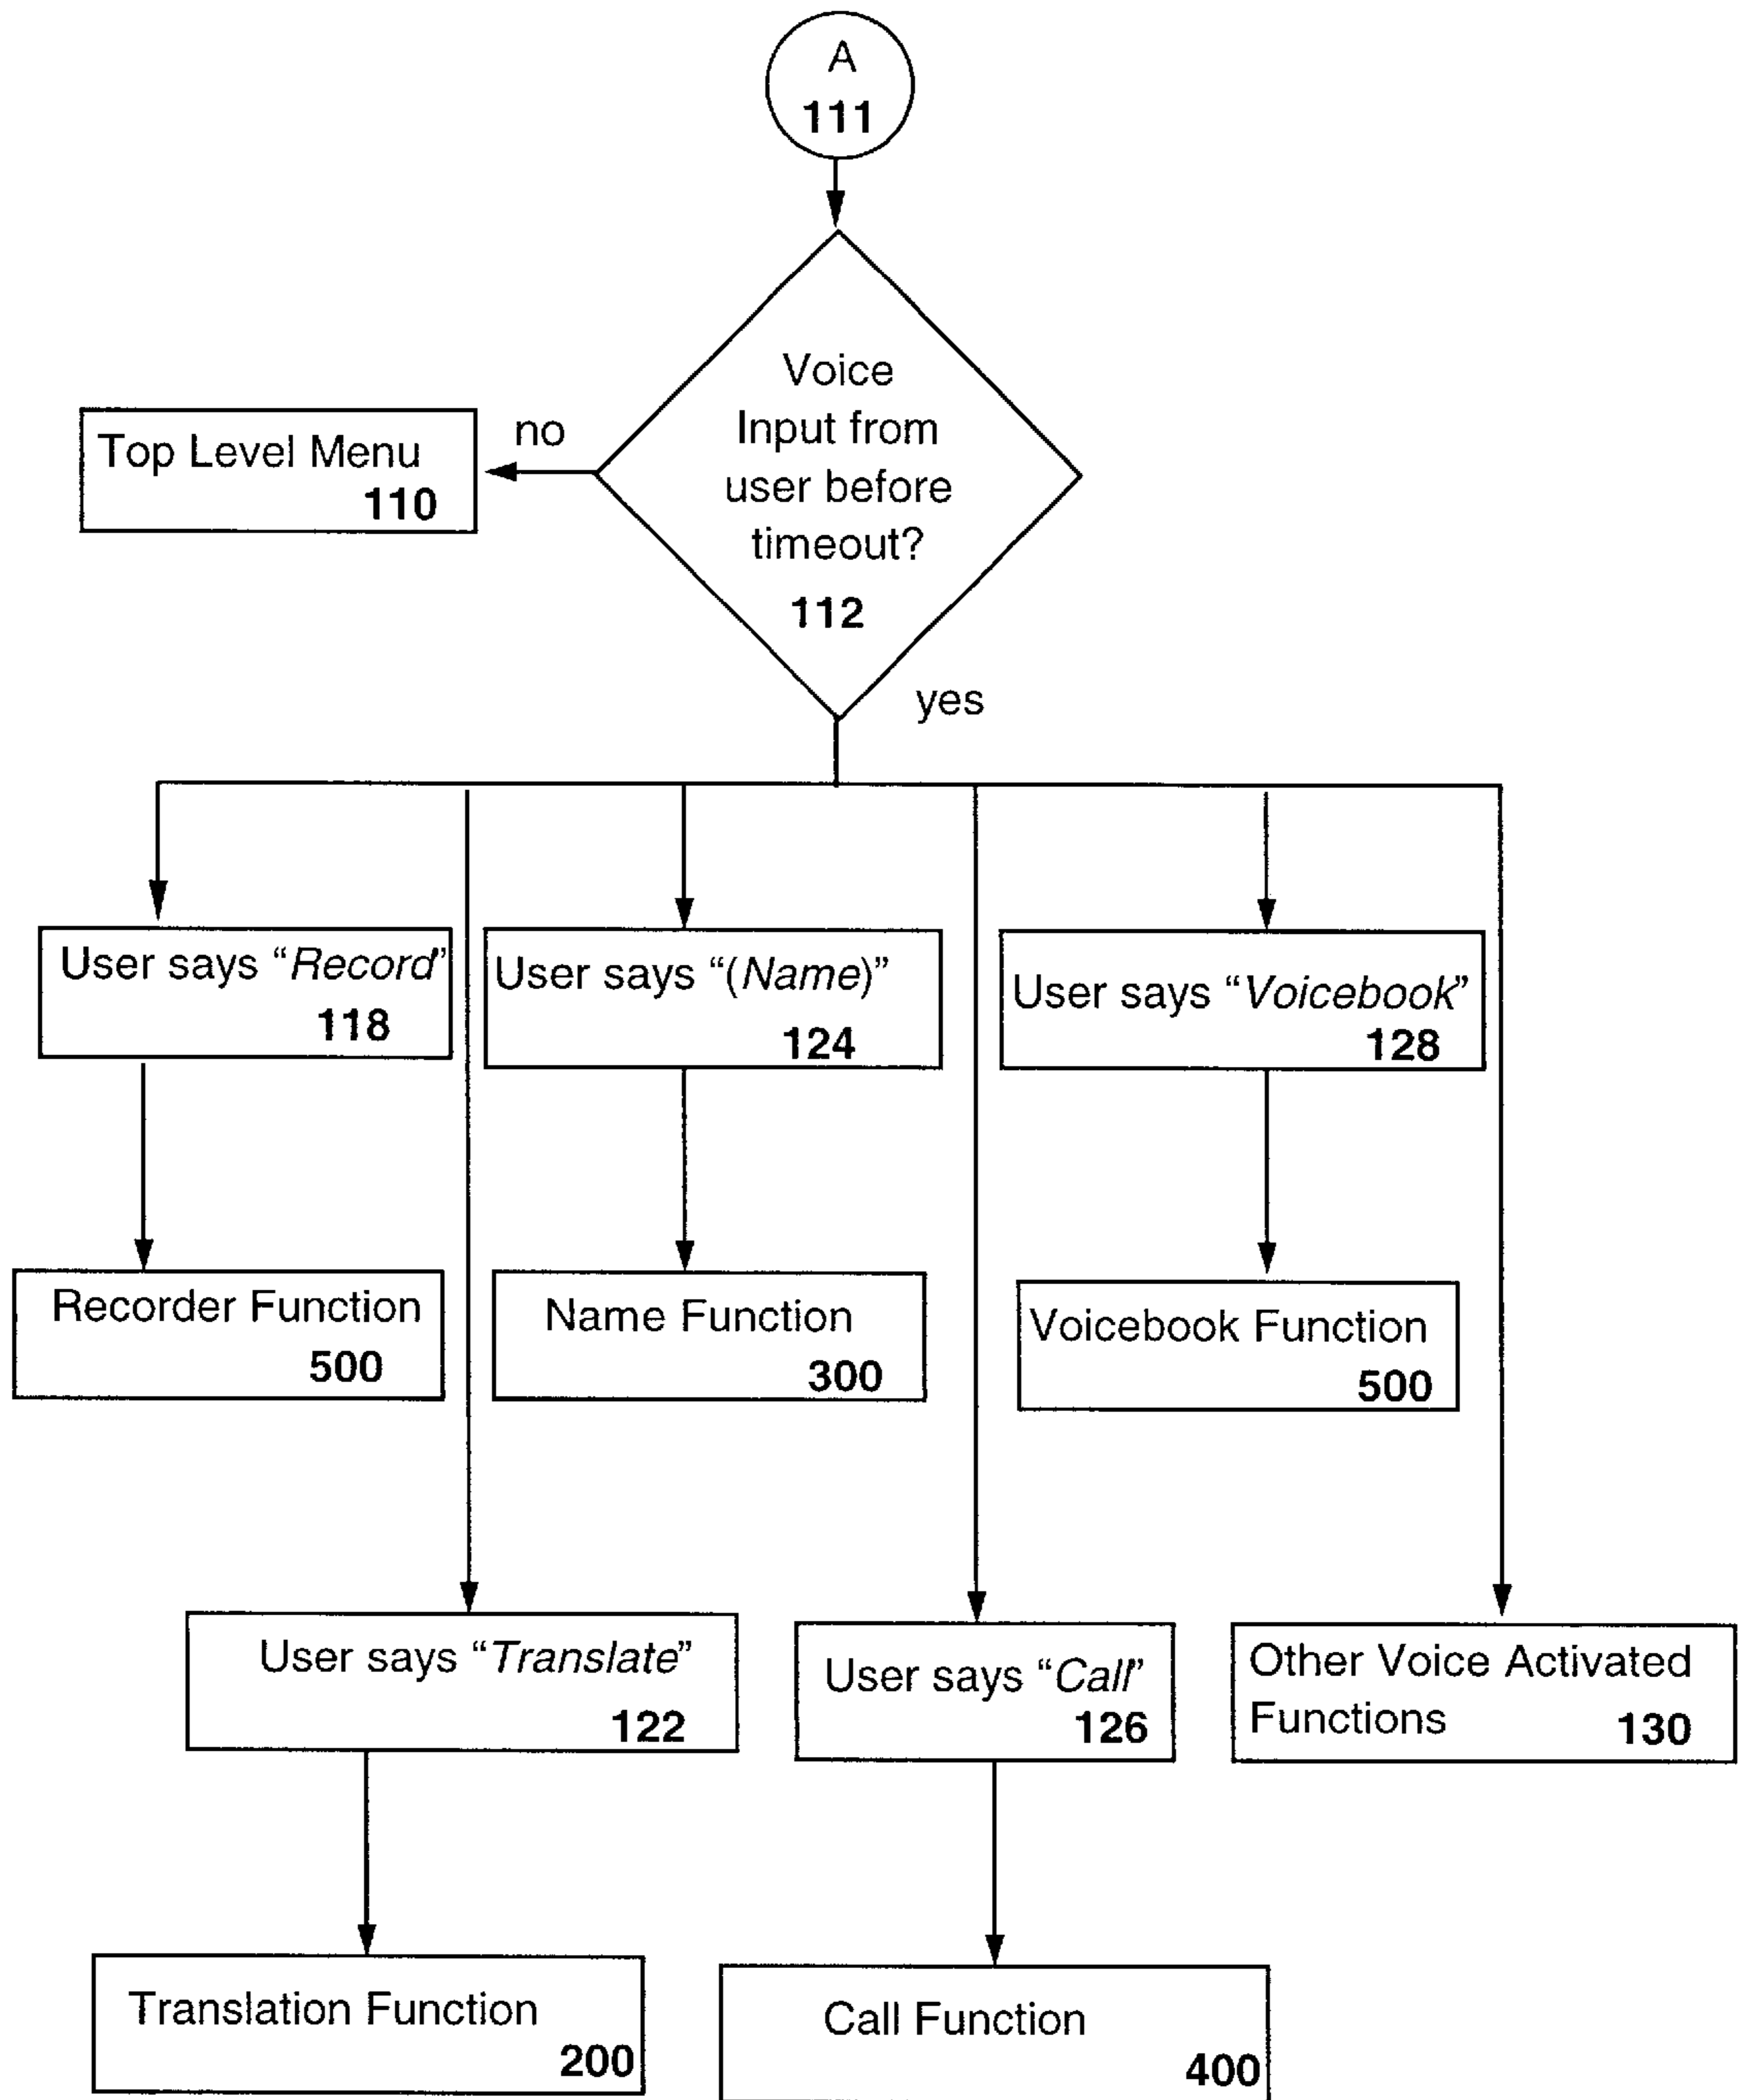 A
111
Voice
Input from
user before
timeout?
112
no
Top Level Menu
110
yes
User says “Record”
118
User says “(Name)”
124
User says “Voicebook”
128
Recorder Function
500
Name Function
300
Voicebook Function
500
User says “Translate”
122
User says “Call”
126
Other Voice Activated
Functions 130
Translation Function
200
Call Function
400